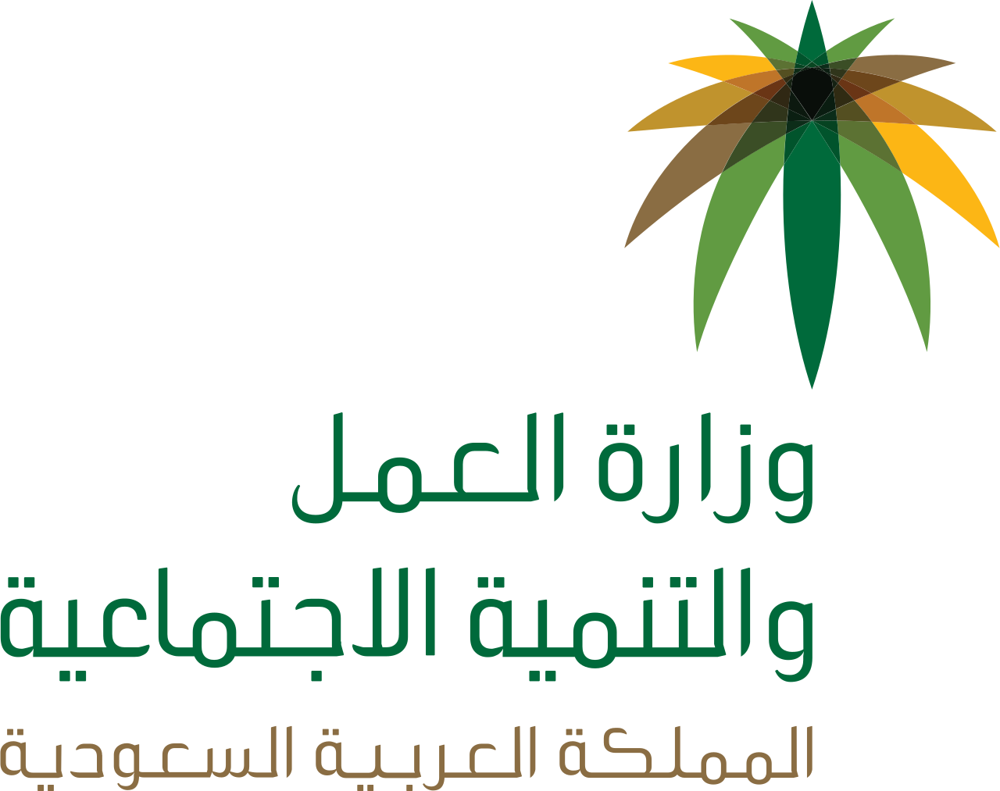 وزارة العمل
والتنمية الاجتماعية
المملكة العربية السعودية